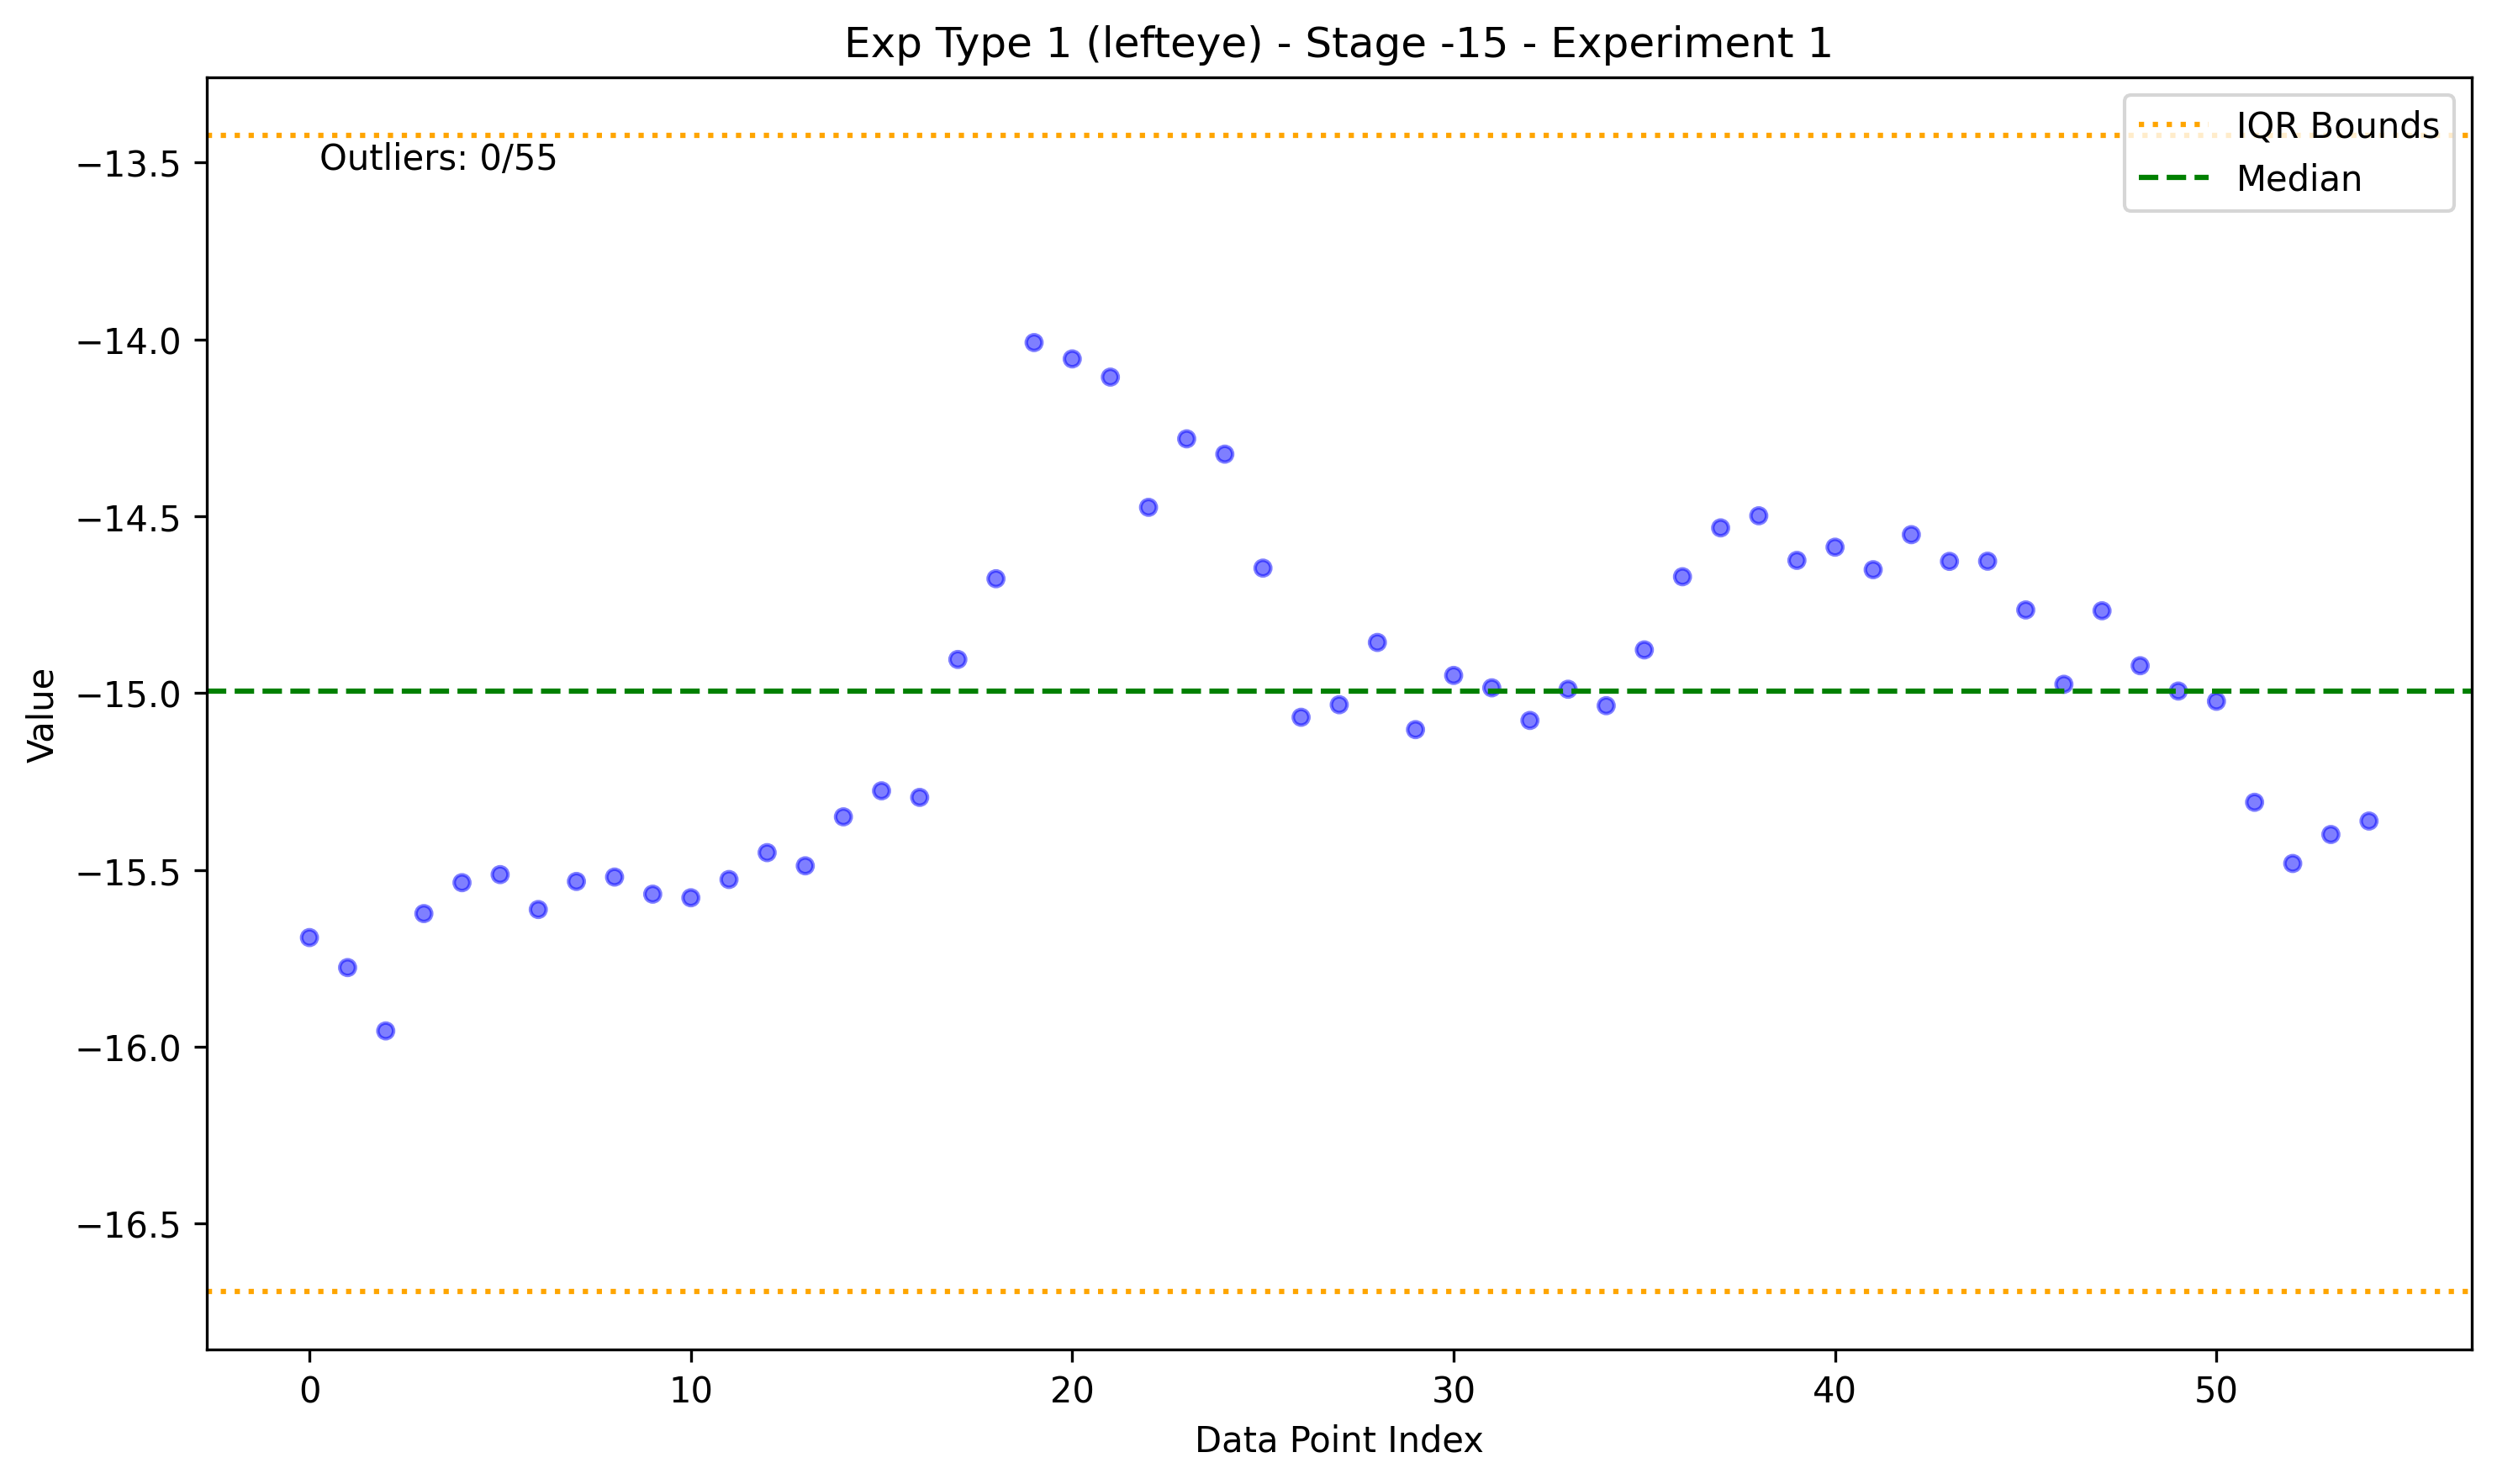 Exp Type 1 (lefteye) - Stage -15 - Experiment 1
IQR Bounds
Median
Outliers: 0/55
−13.5
−14.0
−14.5
−15.0
−15.5
−16.0
−16.5
Value
0 10 20 30 40 50
Data Point Index